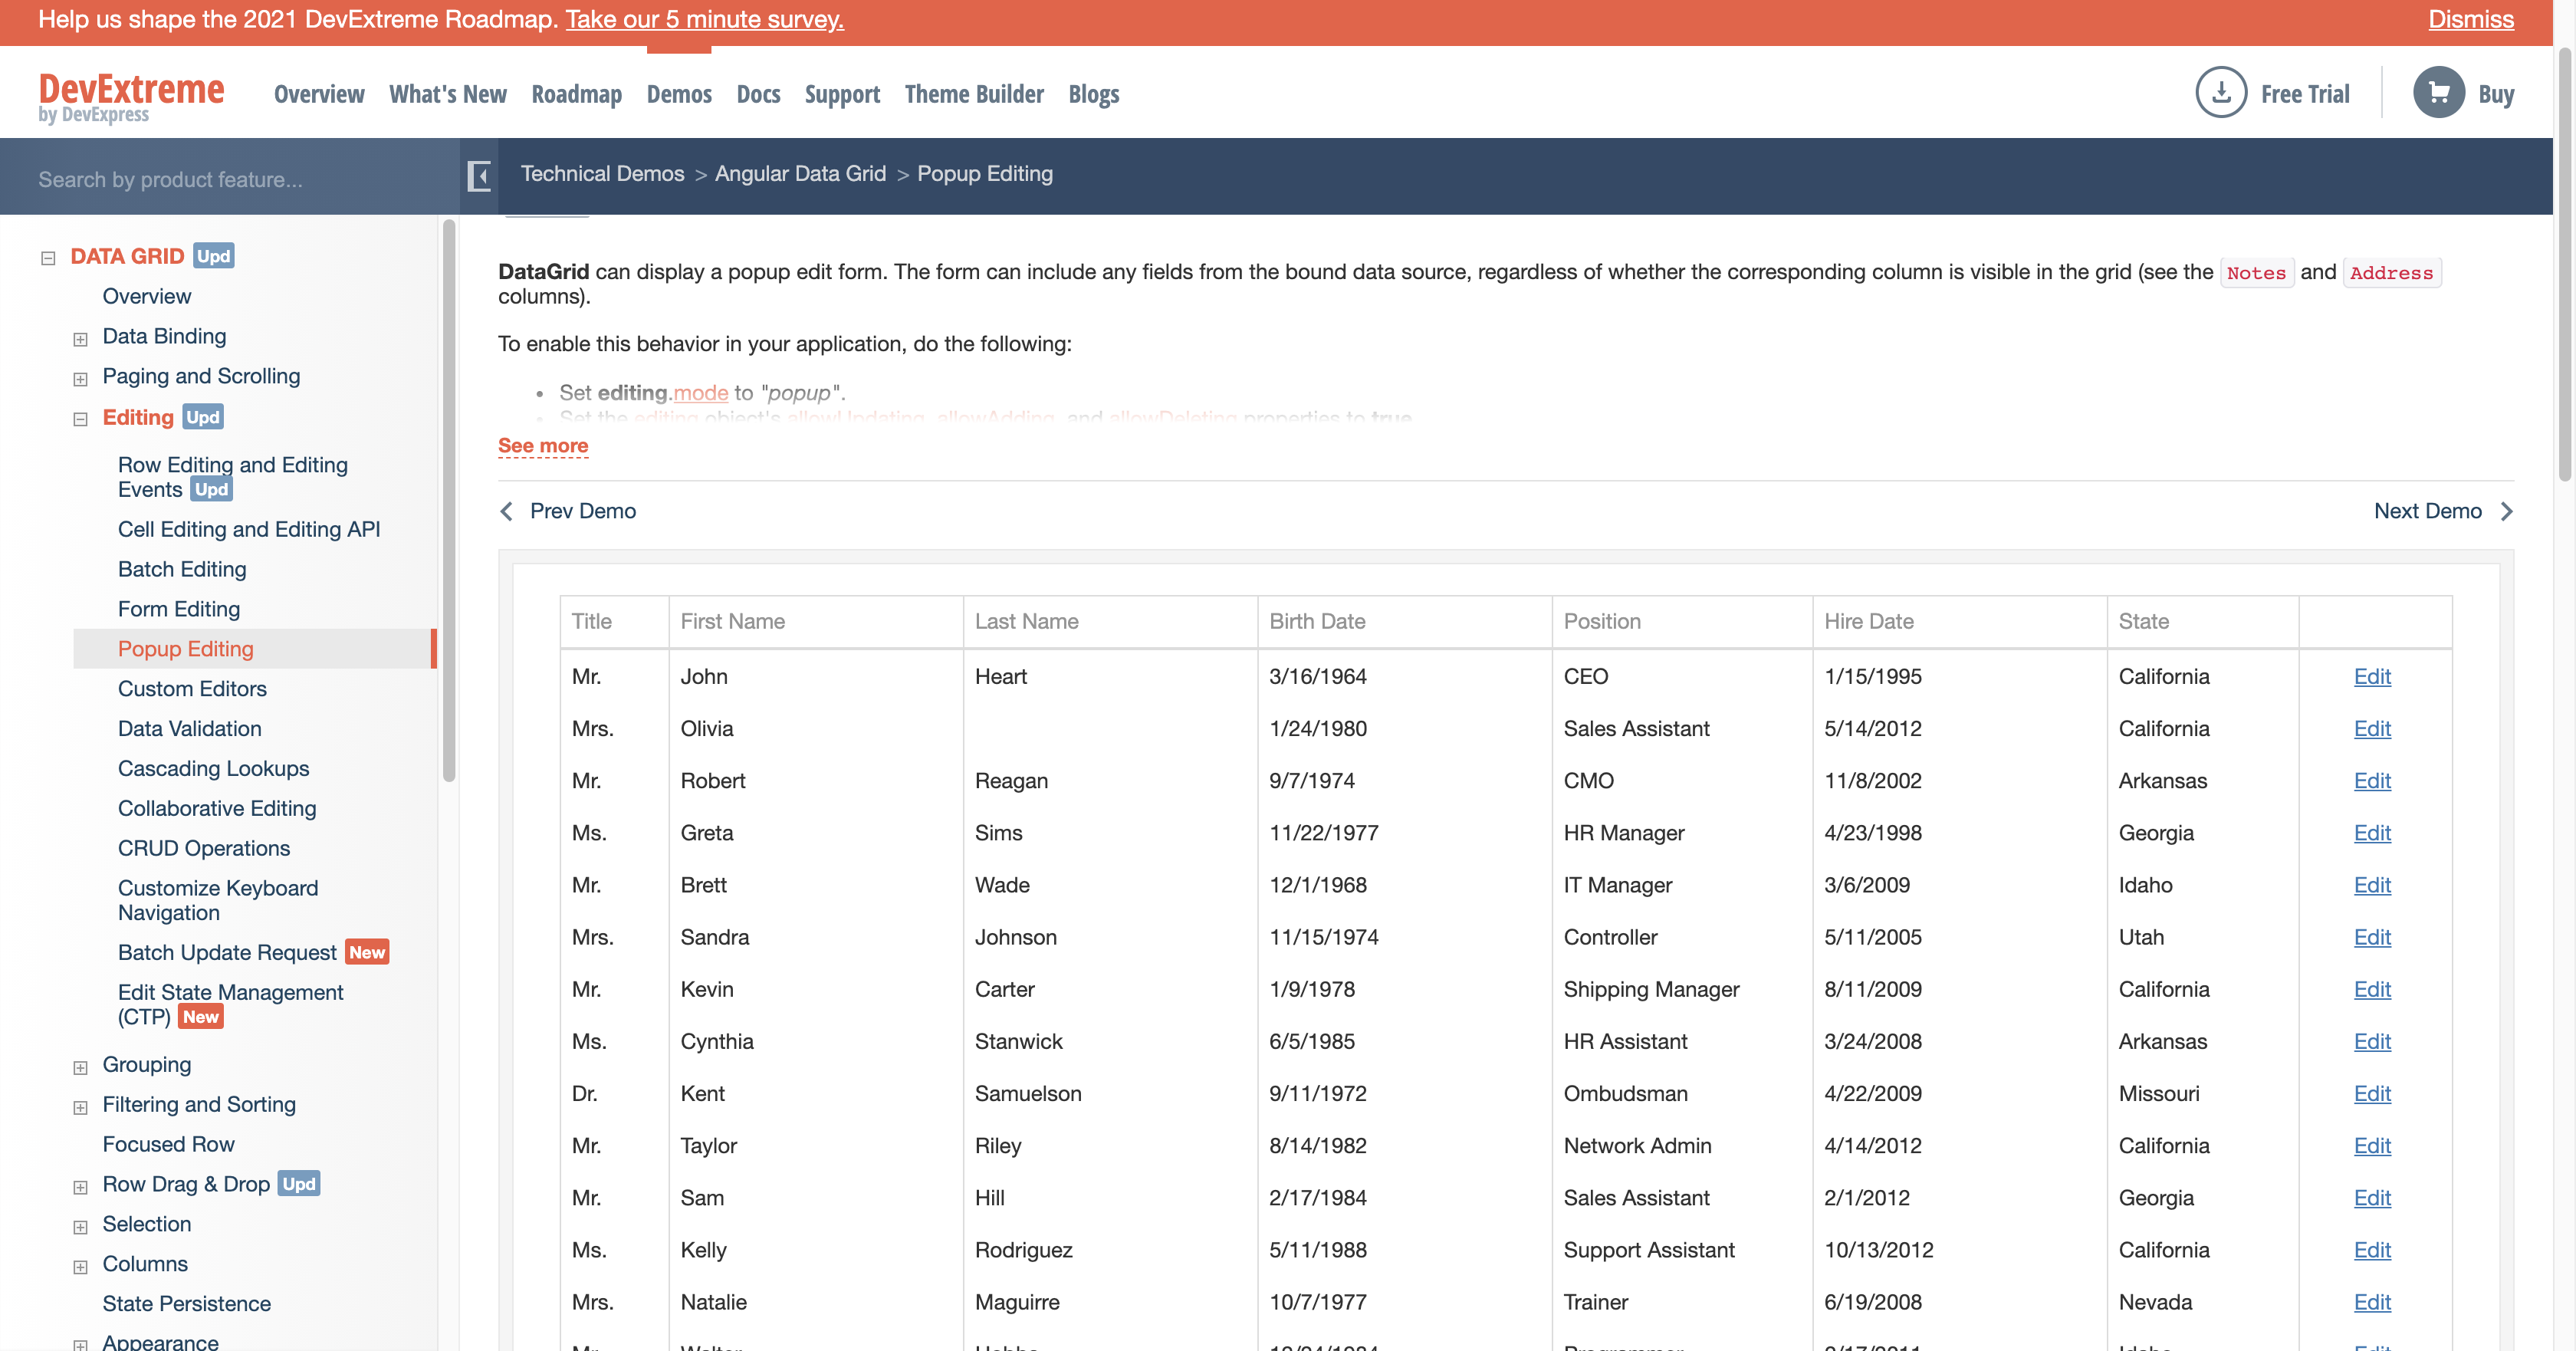 Help us shape the 2021 DevExtreme Roadmap. Take our 5 minute survey. Dismiss
DevExtreme
by DevExpress
Overview What's New Roadmap Demos Docs Support Theme Builder Blogs Free Trial Buy
Search by product feature...
Technical Demos > Angular Data Grid > Popup Editing
DATA GRID Upd
Overview
Data Binding
Paging and Scrolling
Editing Upd
Row Editing and Editing
Events Upd
Cell Editing and Editing API
Batch Editing
Form Editing
Popup Editing
Custom Editors
Data Validation
Cascading Lookups
Collaborative Editing
CRUD Operations
Customize Keyboard
Navigation
Batch Update Request New
Edit State Management
(CTP) New
Grouping
Filtering and Sorting
Focused Row
Row Drag & Drop Upd
Selection
Columns
State Persistence
Appearance
DataGrid can display a popup edit form. The form can include any fields from the bound data source, regardless of whether the corresponding column is visible in the grid (see the Notes and Address
columns).
To enable this behavior in your application, do the following:
• Set editing.mode to "popup".
• Set the editing object's allowUpdating, allowAdding, and allowDeleting properties to true.
See more
Prev Demo Next Demo
Title First Name Last Name Birth Date Position Hire Date State
Mr. John Heart 3/16/1964 CEO 1/15/1995 California Edit
Mrs. Olivia 1/24/1980 Sales Assistant 5/14/2012 California Edit
Mr. Robert Reagan 9/7/1974 CMO 11/8/2002 Arkansas Edit
Ms. Greta Sims 11/22/1977 HR Manager 4/23/1998 Georgia Edit
Mr. Brett Wade 12/1/1968 IT Manager 3/6/2009 Idaho Edit
Mrs. Sandra Johnson 11/15/1974 Controller 5/11/2005 Utah Edit
Mr. Kevin Carter 1/9/1978 Shipping Manager 8/11/2009 California Edit
Ms. Cynthia Stanwick 6/5/1985 HR Assistant 3/24/2008 Arkansas Edit
Dr. Kent Samuelson 9/11/1972 Ombudsman 4/22/2009 Missouri Edit
Mr. Taylor Riley 8/14/1982 Network Admin 4/14/2012 California Edit
Mr. Sam Hill 2/17/1984 Sales Assistant 2/1/2012 Georgia Edit
Ms. Kelly Rodriguez 5/11/1988 Support Assistant 10/13/2012 California Edit
Mrs. Natalie Maguirre 10/7/1977 Trainer 6/19/2008 Nevada Edit